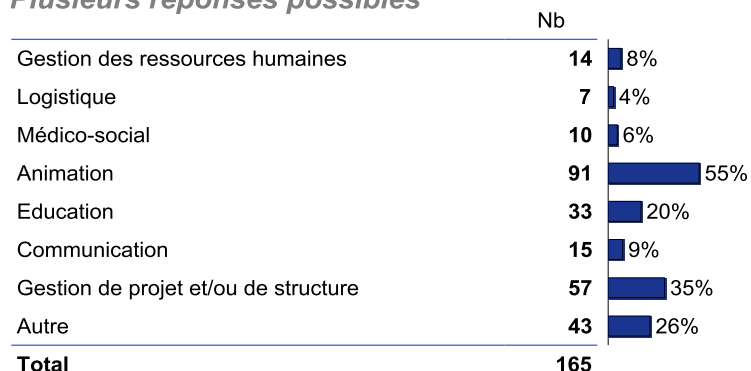 Plusieurs réponses possibles
Nb
Gestion des ressources humaines 14 8%
Logistique 7 4%
Médico-social 10 6%
Animation 91 55%
Education 33 20%
Communication 15 9%
Gestion de projet et/ou de structure 57 35%
Autre 43 26%
Total 165